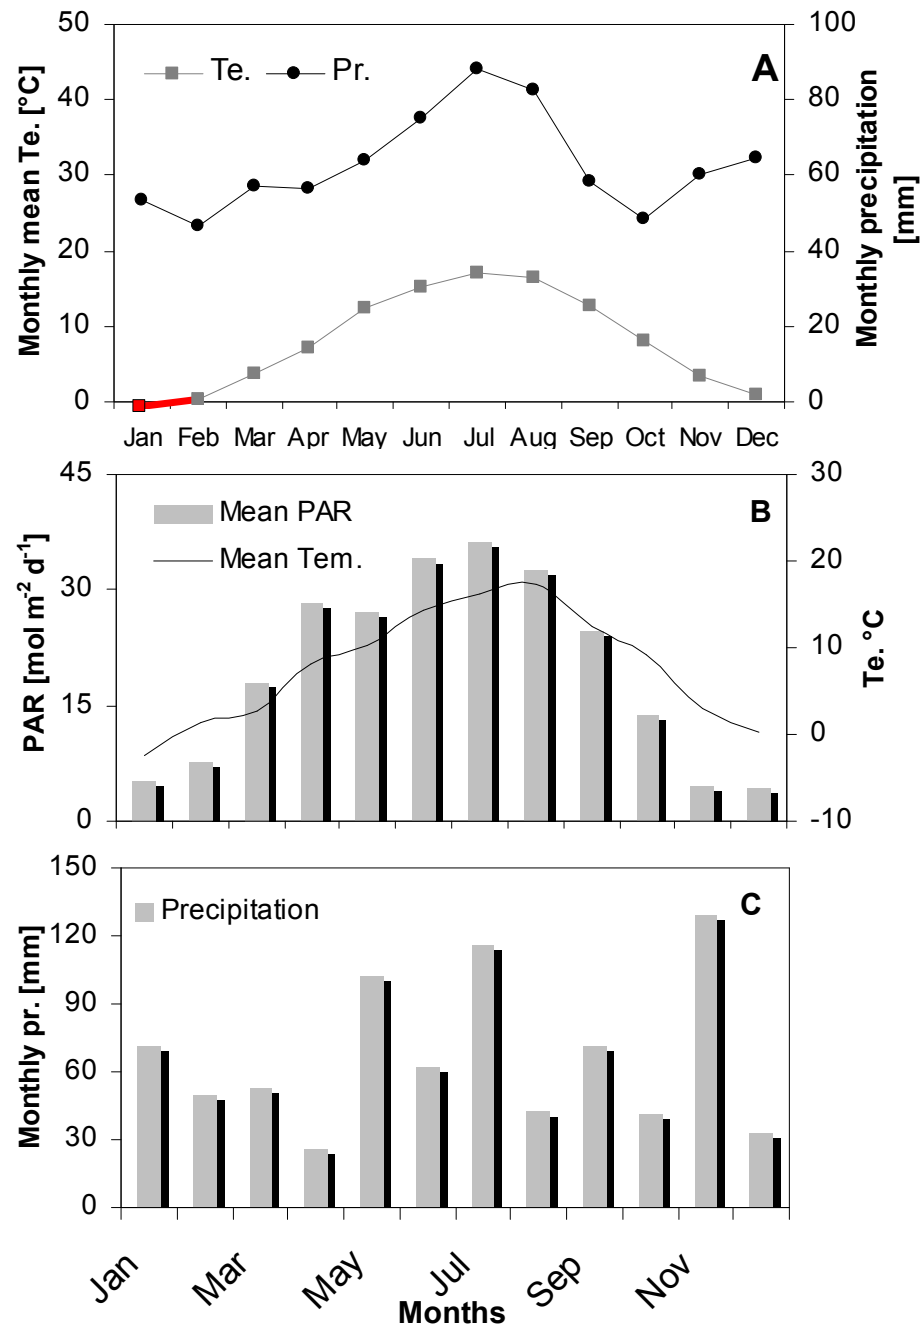 50 100
Te. Pr. A
40 80
30 60
20 40
10 20
0 0
Jan Feb Mar Apr May Jun Jul Aug Sep Oct Nov Dec
Monthly mean Te. [°C]
Monthly precipitation
[mm]
45 30
Mean PAR B
Mean Tem.
20
30
10
15
0
0 -10
PAR [mol m⁻² d⁻¹]
Te. °C
150
Precipitation C
120
90
60
30
0
Monthly pr. [mm]
Jan Mar May Jul Sep Nov
Months